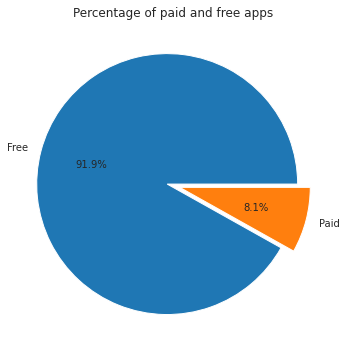 Percentage of paid and free apps
Free
91.9%
8.1%
Paid